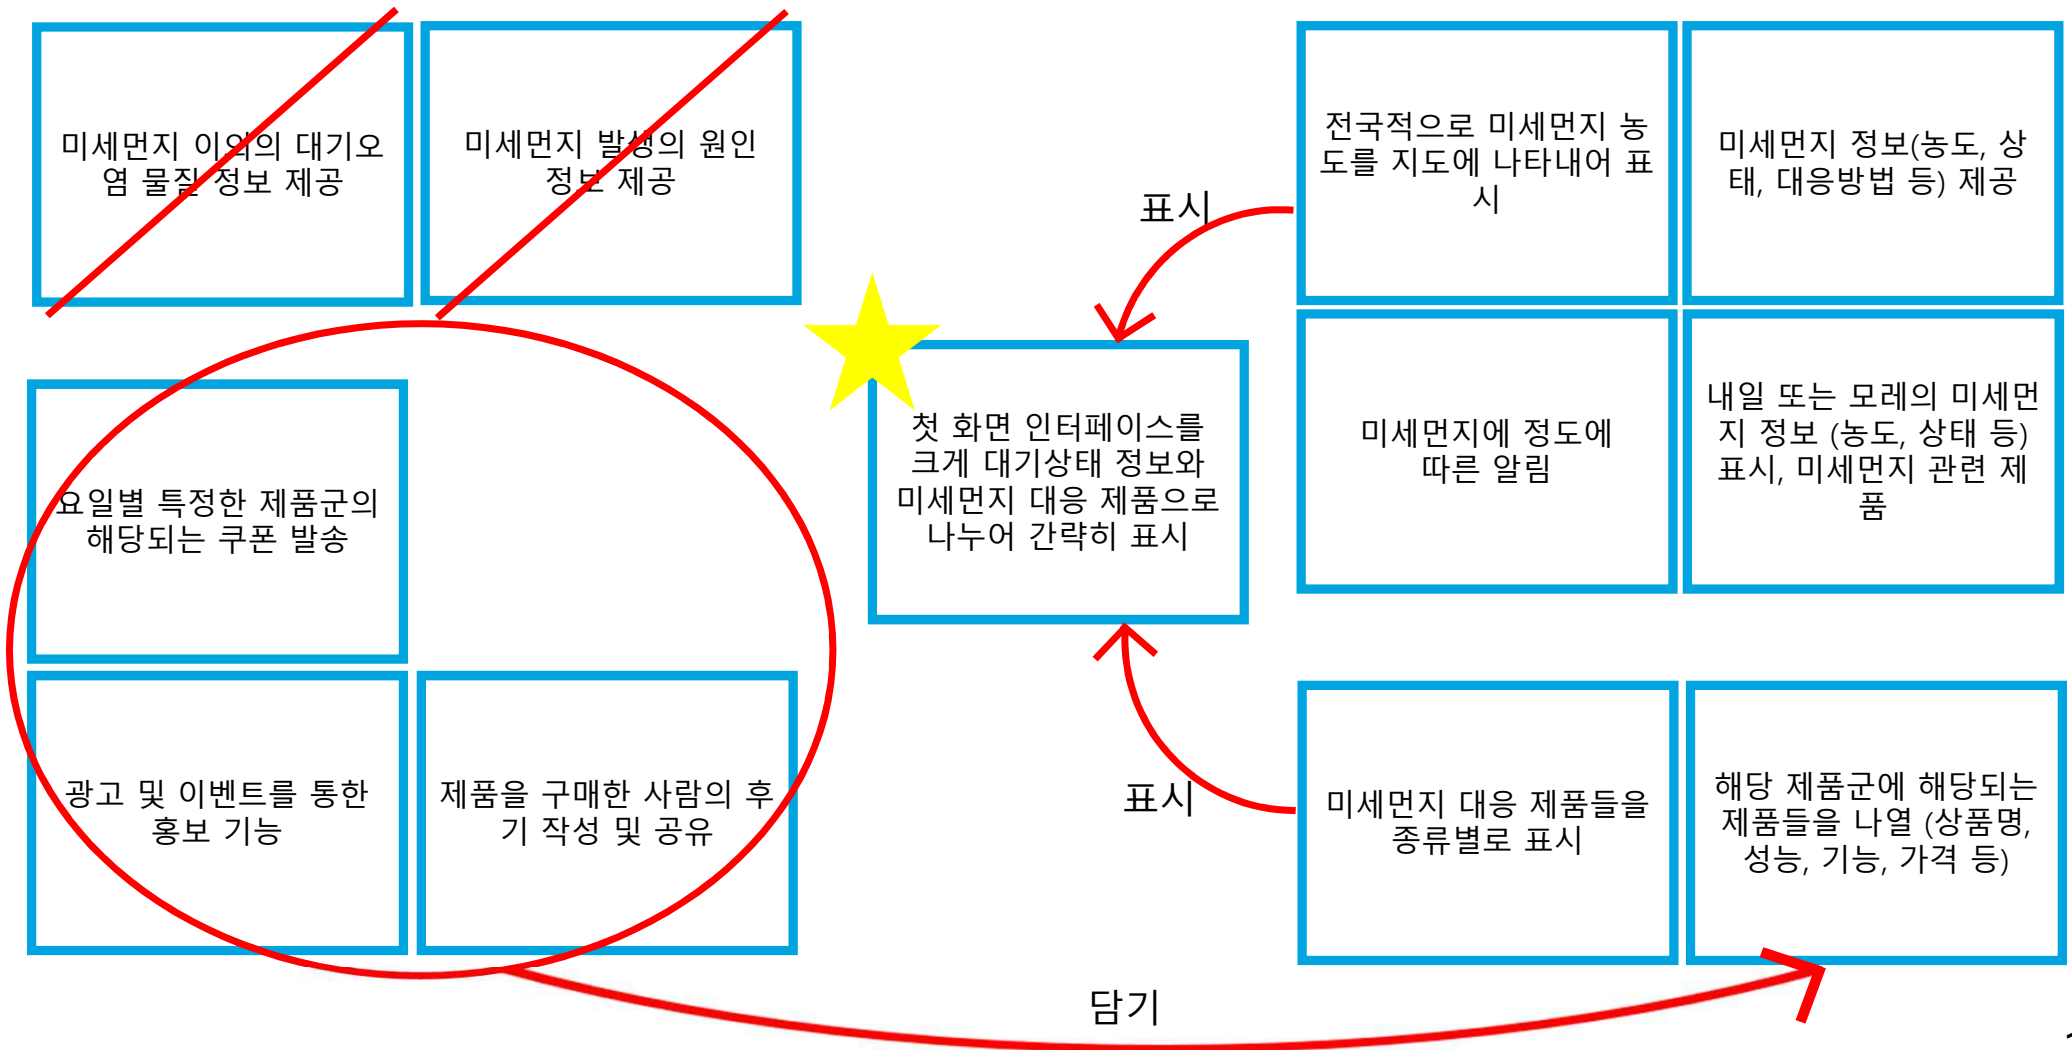 미세먼지 이외의 대기오
염 물질 정보 제공
미세먼지 발생의 원인
정보 제공
전국적으로 미세먼지 농
도를 지도에 나타내어 표
시
미세먼지 정보(농도, 상
태, 대응방법 등) 제공
표시
첫 화면 인터페이스를
크게 대기상태 정보와
미세먼지 대응 제품으로
나누어 간략히 표시
미세먼지에 정도에
따른 알림
내일 또는 모레의 미세먼
지 정보 (농도, 상태 등)
표시, 미세먼지 관련 제
품
요일별 특정한 제품군의
해당되는 쿠폰 발송
광고 및 이벤트를 통한
홍보 기능
제품을 구매한 사람의 후
기 작성 및 공유
표시
미세먼지 대응 제품들을
종류별로 표시
해당 제품군에 해당되는
제품들을 나열 (상품명,
성능, 기능, 가격 등)
담기